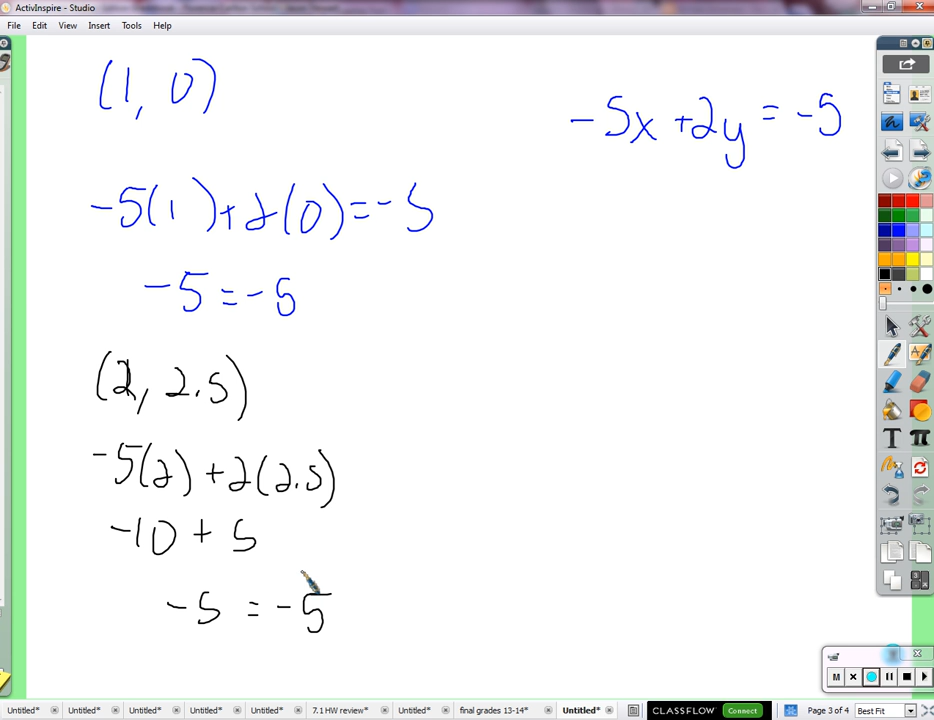 ActivInspire - Studio
File Edit View Insert Tools Help
(1, 0)
-5x +2y = -5
-5(1)+2(0)=-5
-5=-5
(2, 2.5)
-5(2) +2(2.5)
-10 + 5
-5 = -5
M
Untitled* Untitled* Untitled* Untitled* Untitled* 7.1 HW review* Untitled* final grades 13-14* Untitled* CLASSFLOW Connect Page 3 of 4 Best Fit